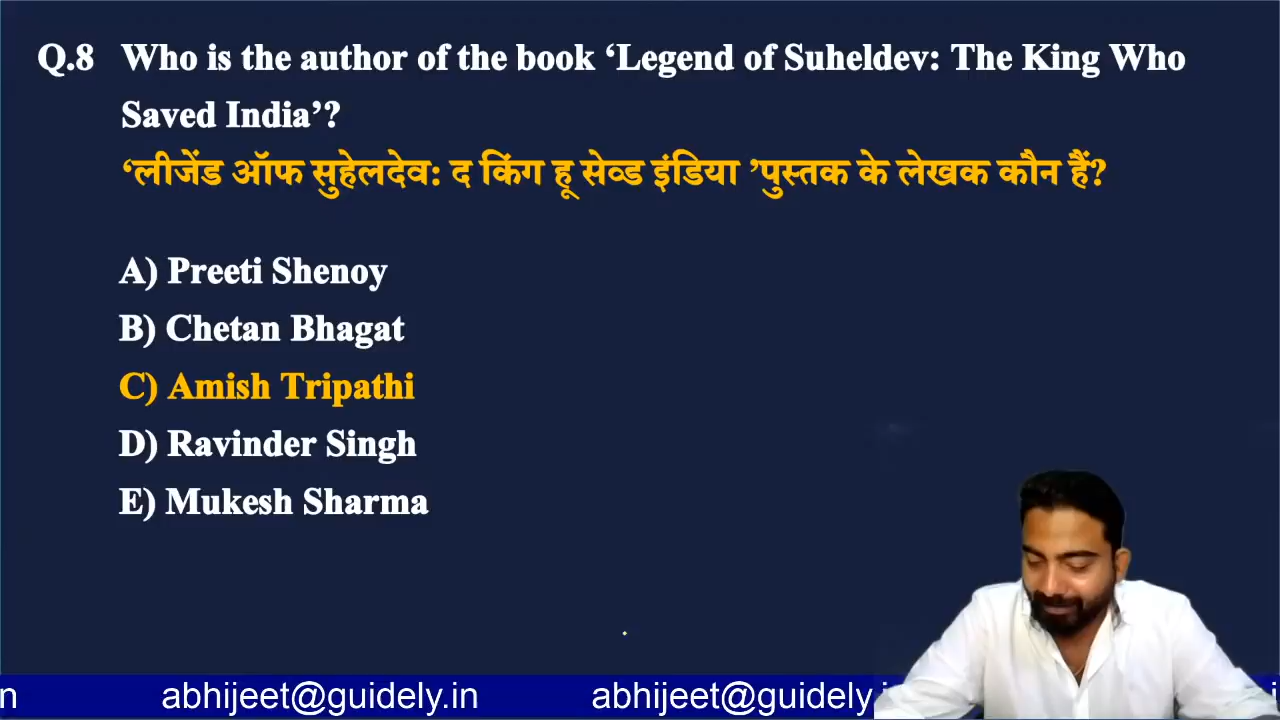 Q.8 Who is the author of the book ‘Legend of Suheldev: The King Who
Saved India’?
‘लीजेंड ऑफ सुहेलदेव: द किंग हू सेव्ड इंडिया ’पुस्तक के लेखक कौन हैं?
A) Preeti Shenoy
B) Chetan Bhagat
C) Amish Tripathi
D) Ravinder Singh
E) Mukesh Sharma
n abhijeet@guidely.in abhijeet@guidely.i